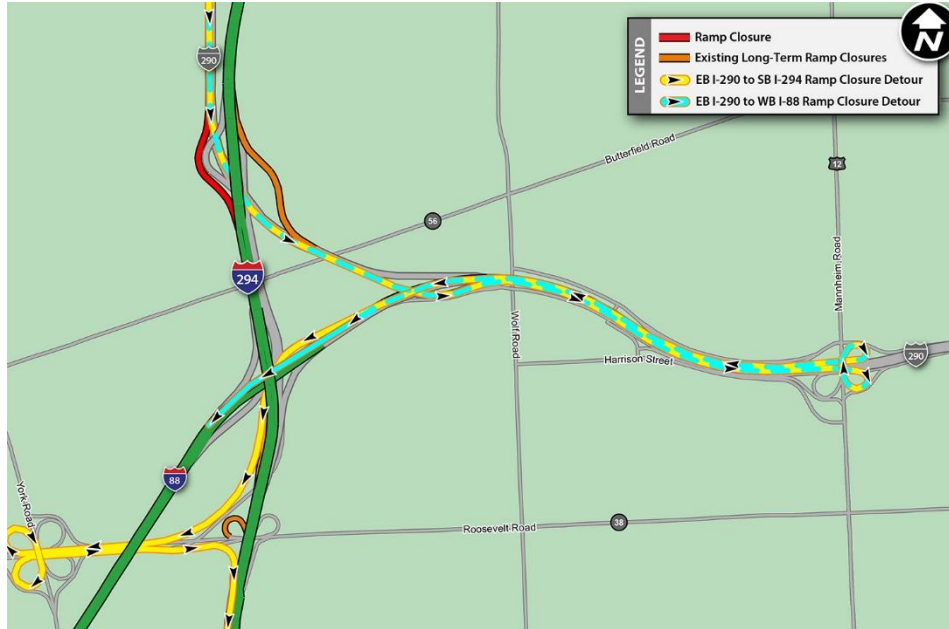 LEGEND
Ramp Closure
Existing Long-Term Ramp Closures
EB I-290 to SB I-294 Ramp Closure Detour
EB I-290 to WB I-88 Ramp Closure Detour
N
290
Butterfield Road
12
56
Mannheim Road
294
Wolf Road
Harrison Street
290
88
York Road
Roosevelt Road
38